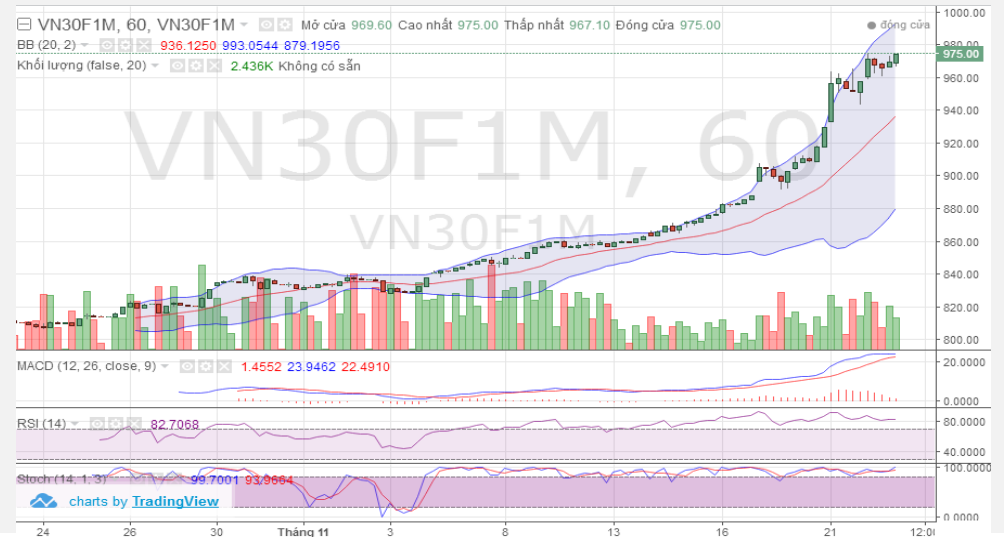 VN30F1M, 60, VN30F1M Mở cửa 969.60 Cao nhất 975.00 Thấp nhất 967.10 Đóng cửa 975.00 đóng cửa
1000.00
BB (20, 2) 936.1250 993.0544 879.1956
980.00
975.00
Khối lượng (false, 20) 2.436K Không có sẵn
960.00
940.00
920.00
VN30F1M, 60
900.00
880.00
VN30F1M
860.00
840.00
820.00
800.00
MACD (12, 26, close, 9) 1.4552 23.9462 22.4910
20.0000
0.0000
RSI (14) 82.7068
80.0000
40.0000
Stoch (14, 1, 3) 99.7001 93.9664
100.0000
charts by TradingView
0.0000
24 26 30 Tháng 11 3 8 13 16 21 12:00